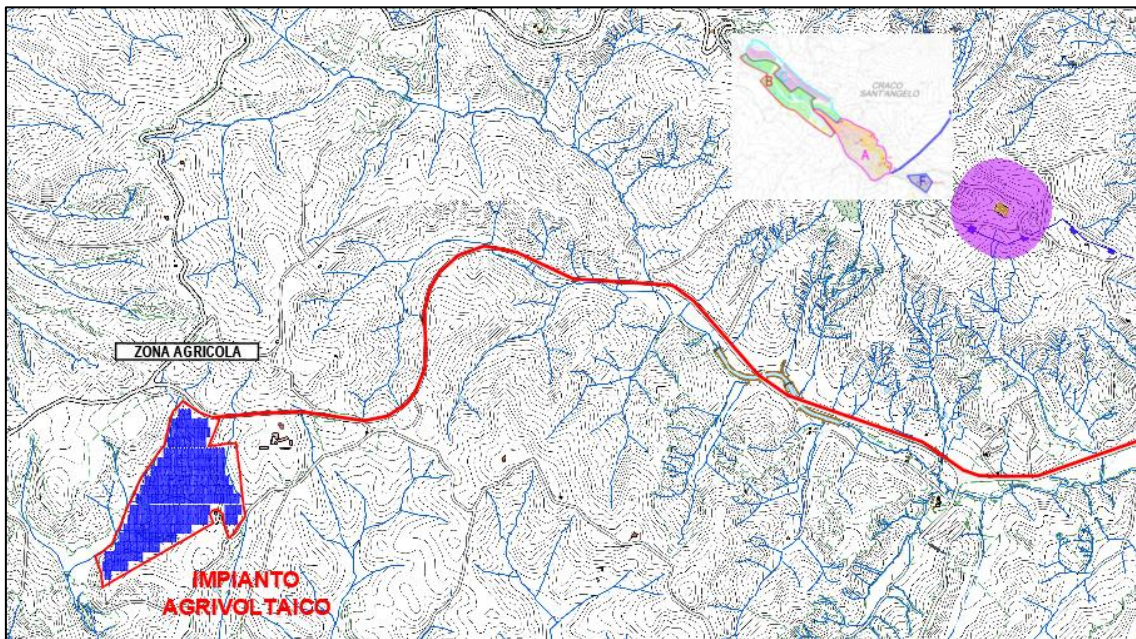 B
CRACO
SANT'ANGELO
A
F
ZONA AGRICOLA
IMPIANTO
AGRIVOLTAICO